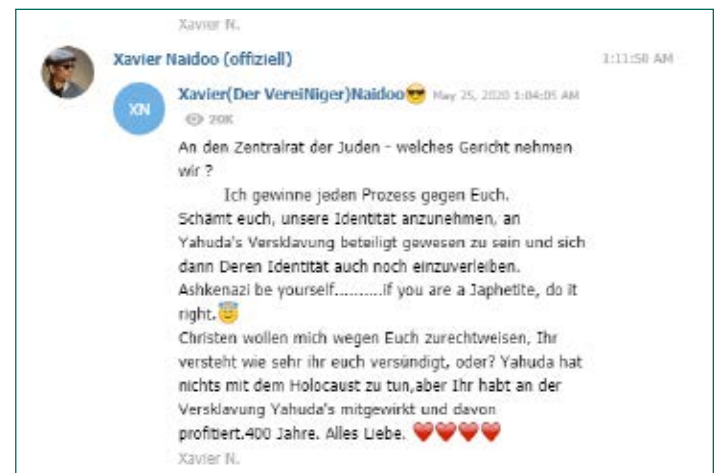 Xavier N.
Xavier Naidoo (offiziell) 1:11:50 AM
XN
Xavier(Der VereiNiger)Naidoo😎 May 25, 2020 1:04:05 AM
20K
An den Zentralrat der Juden - welches Gericht nehmen
wir ?
Ich gewinne jeden Prozess gegen Euch.
Schämt euch, unsere Identität anzunehmen, an
Yahuda's Versklavung beteiligt gewesen zu sein und sich
dann Deren Identität auch noch einzuverleiben.
Ashkenazi be yourself..........if you are a Japhetite, do it
right.😇
Christen wollen mich wegen Euch zurechtweisen, Ihr
versteht wie sehr ihr euch versündigt, oder? Yahuda hat
nichts mit dem Holocaust zu tun,aber Ihr habt an der
Versklavung Yahuda's mitgewirkt und davon
profitiert.400 Jahre. Alles Liebe. ❤️❤️❤️❤️
Xavier N.